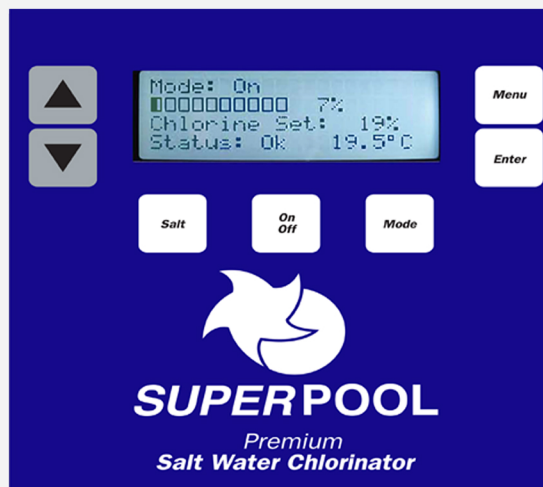 Mode: On
7%
Chlorine Set: 19%
Status: Ok 19.5°C
Menu
Enter
Salt
On
Off
Mode
SUPERPOOL
Premium
Salt Water Chlorinator